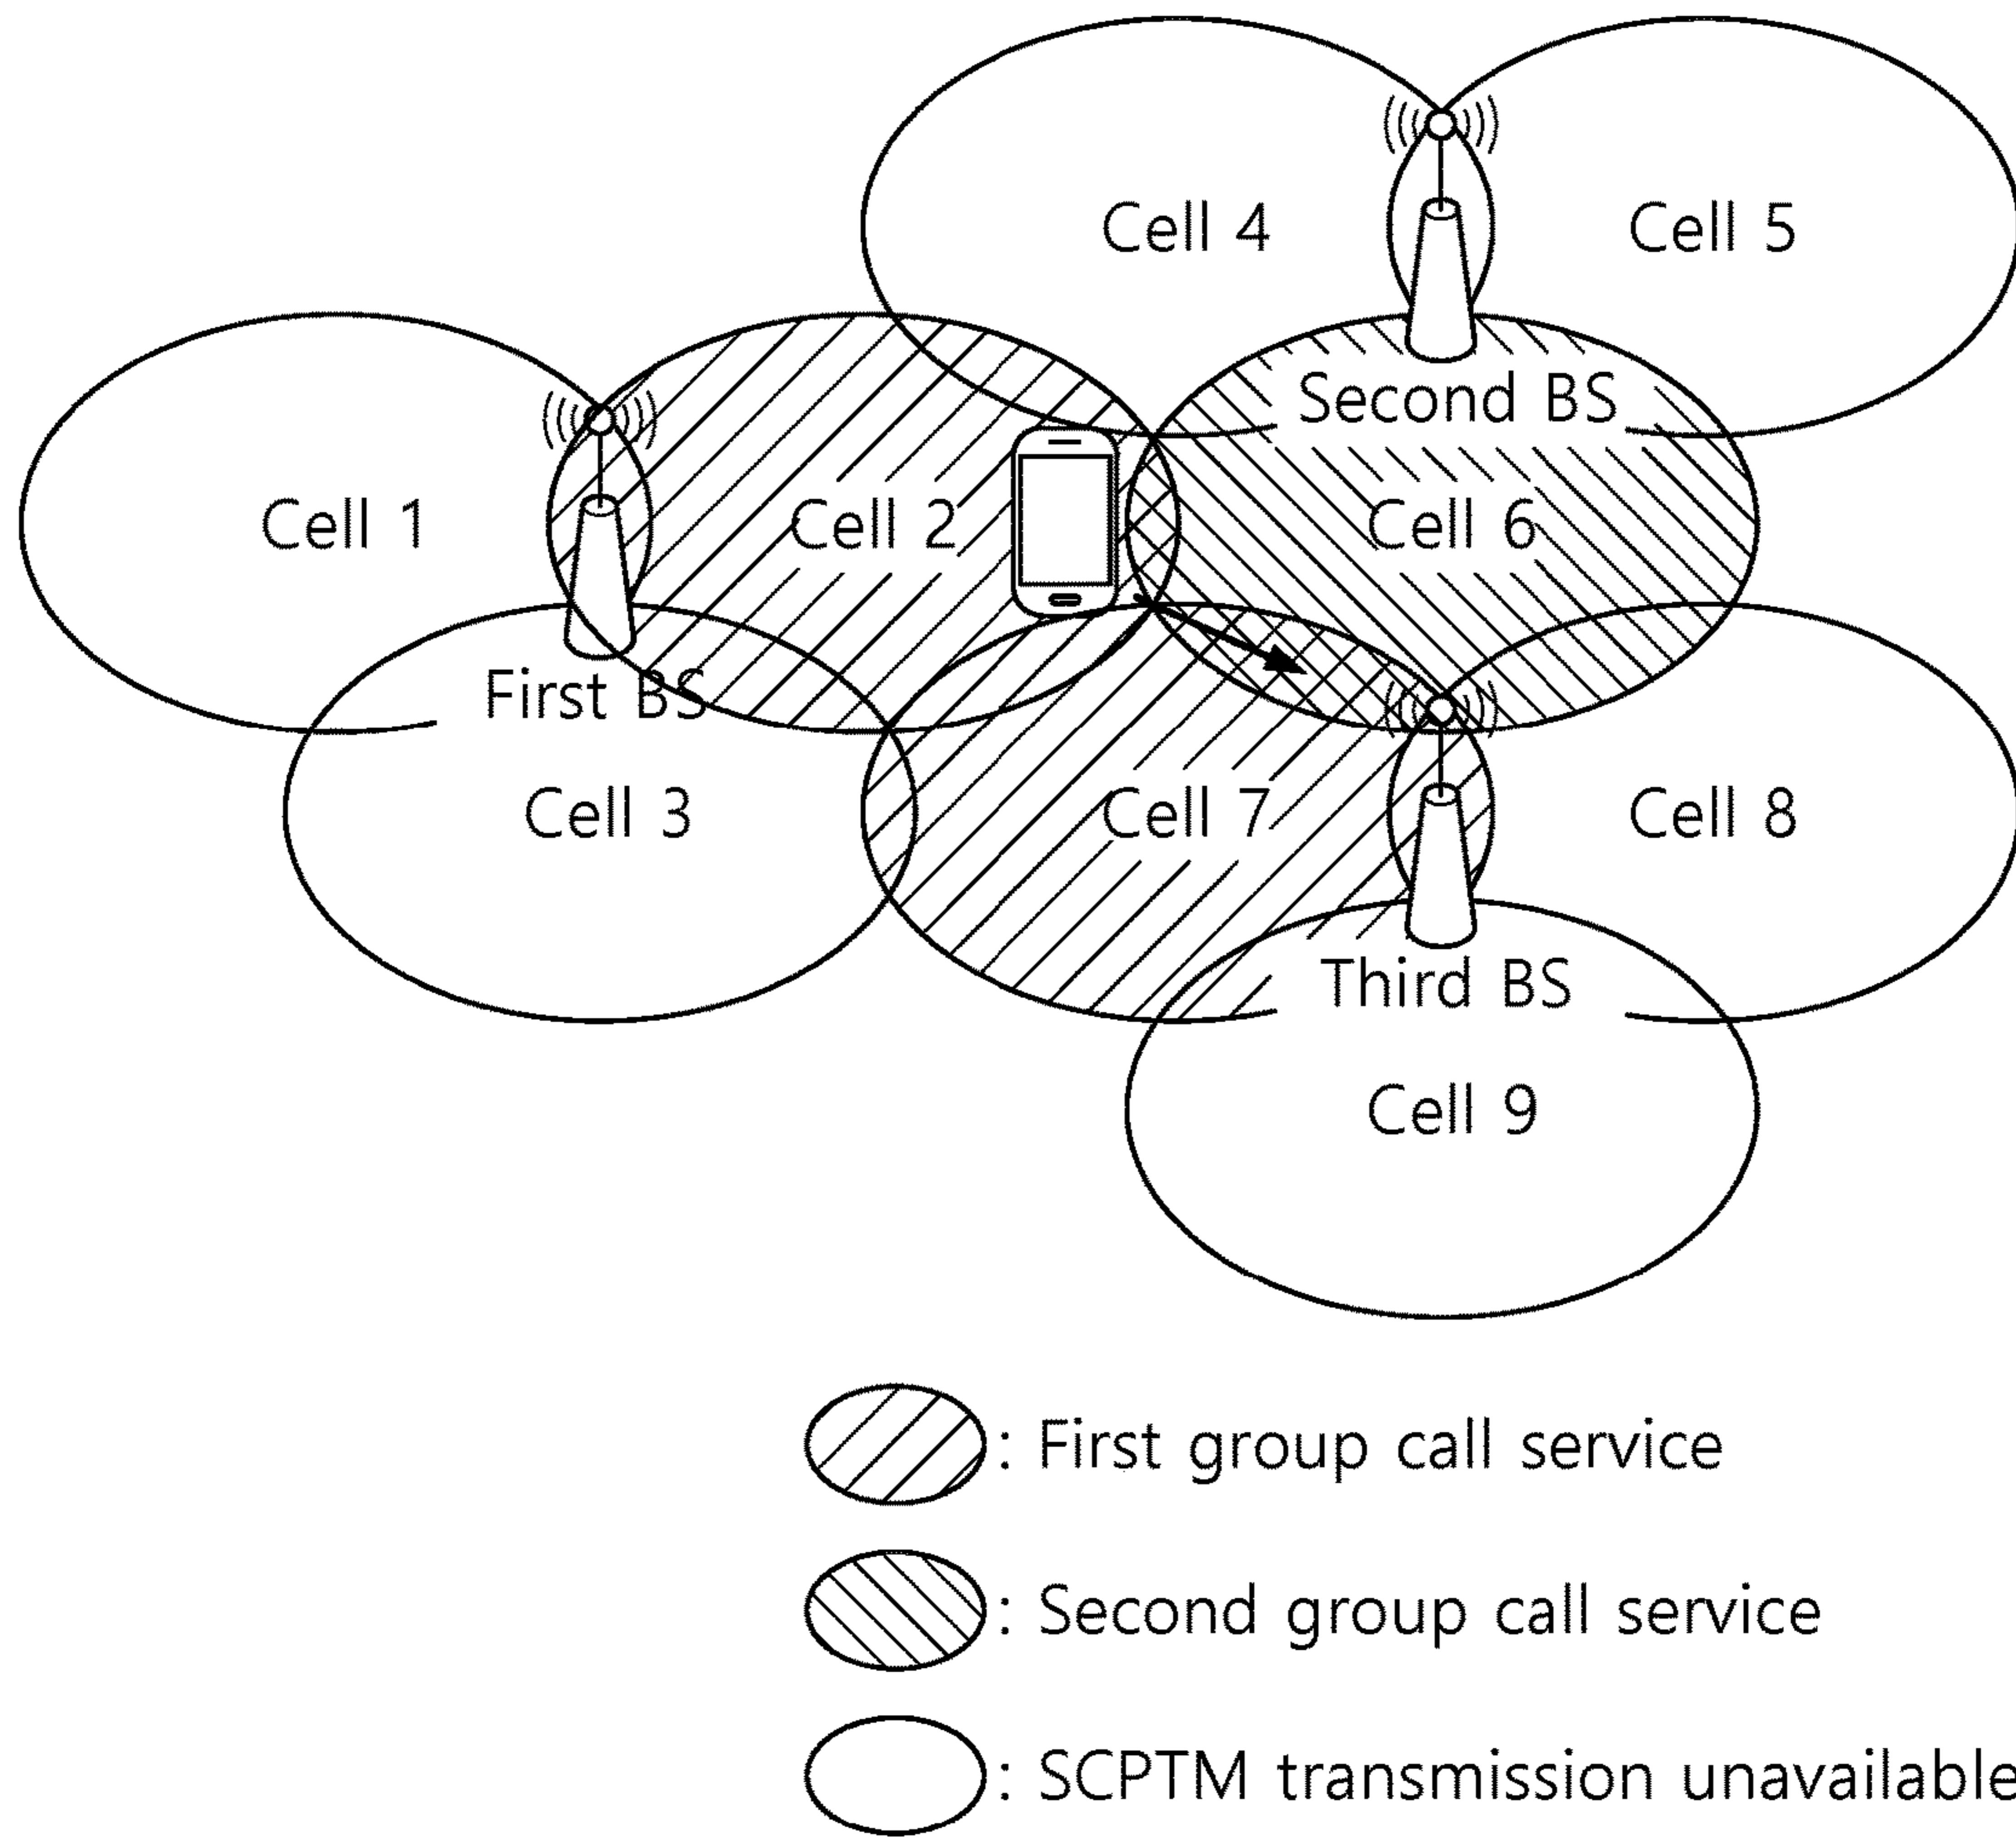 Cell 4
Cell 5
Second BS
Cell 1
Cell 2
Cell 6
First BS
Cell 3
Cell 7
Cell 8
Third BS
Cell 9
: First group call service
: Second group call service
: SCPTM transmission unavailable